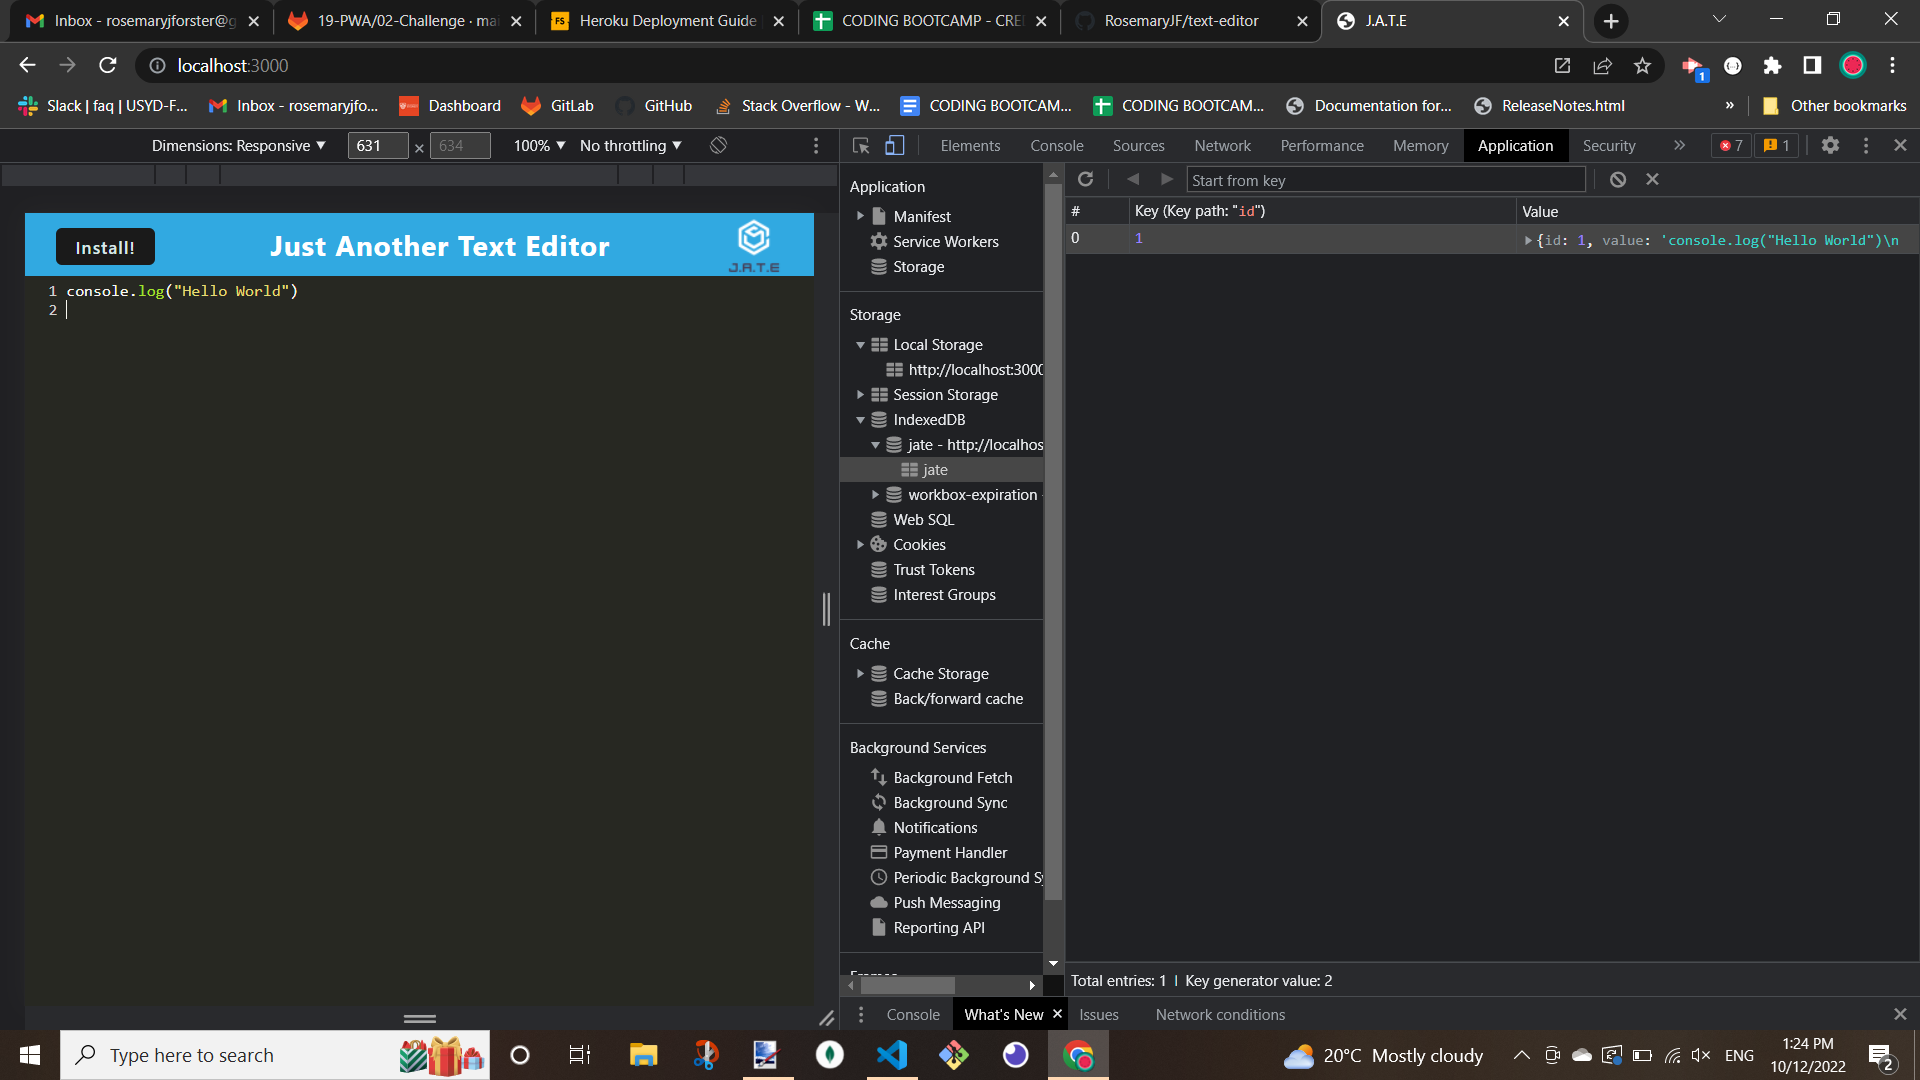 Inbox - rosemaryjforster@g
19-PWA/02-Challenge · mai
FS
Heroku Deployment Guide
CODING BOOTCAMP - CRE
RosemaryJF/text-editor
J.A.T.E
localhost:3000
1
Slack | faq | USYD-F...
Inbox - rosemaryjfo...
Dashboard
GitLab
GitHub
Stack Overflow - W...
CODING BOOTCAM...
CODING BOOTCAM...
Documentation for...
ReleaseNotes.html
»
Other bookmarks
Dimensions: Responsive
631
×
634
100%
No throttling
Elements
Console
Sources
Network
Performance
Memory
Application
Security
»
7
1
Install!
Just Another Text Editor
J.A.T.E
1 console.log("Hello World")
2
Application
Manifest
Service Workers
Storage
Storage
Local Storage
http://localhost:3000
Session Storage
IndexedDB
jate - http://localhos
jate
workbox-expiration
Web SQL
Cookies
Trust Tokens
Interest Groups
Cache
Cache Storage
Back/forward cache
Background Services
Background Fetch
Background Sync
Notifications
Payment Handler
Periodic Background Sy
Push Messaging
Reporting API
Start from key
# Key (Key path: "id") Value
0 1 {id: 1, value: 'console.log("Hello World")\n
Total entries: 1 | Key generator value: 2
Console
What's New
Issues
Network conditions
Type here to search
20°C Mostly cloudy
ENG
1:24 PM
10/12/2022
2